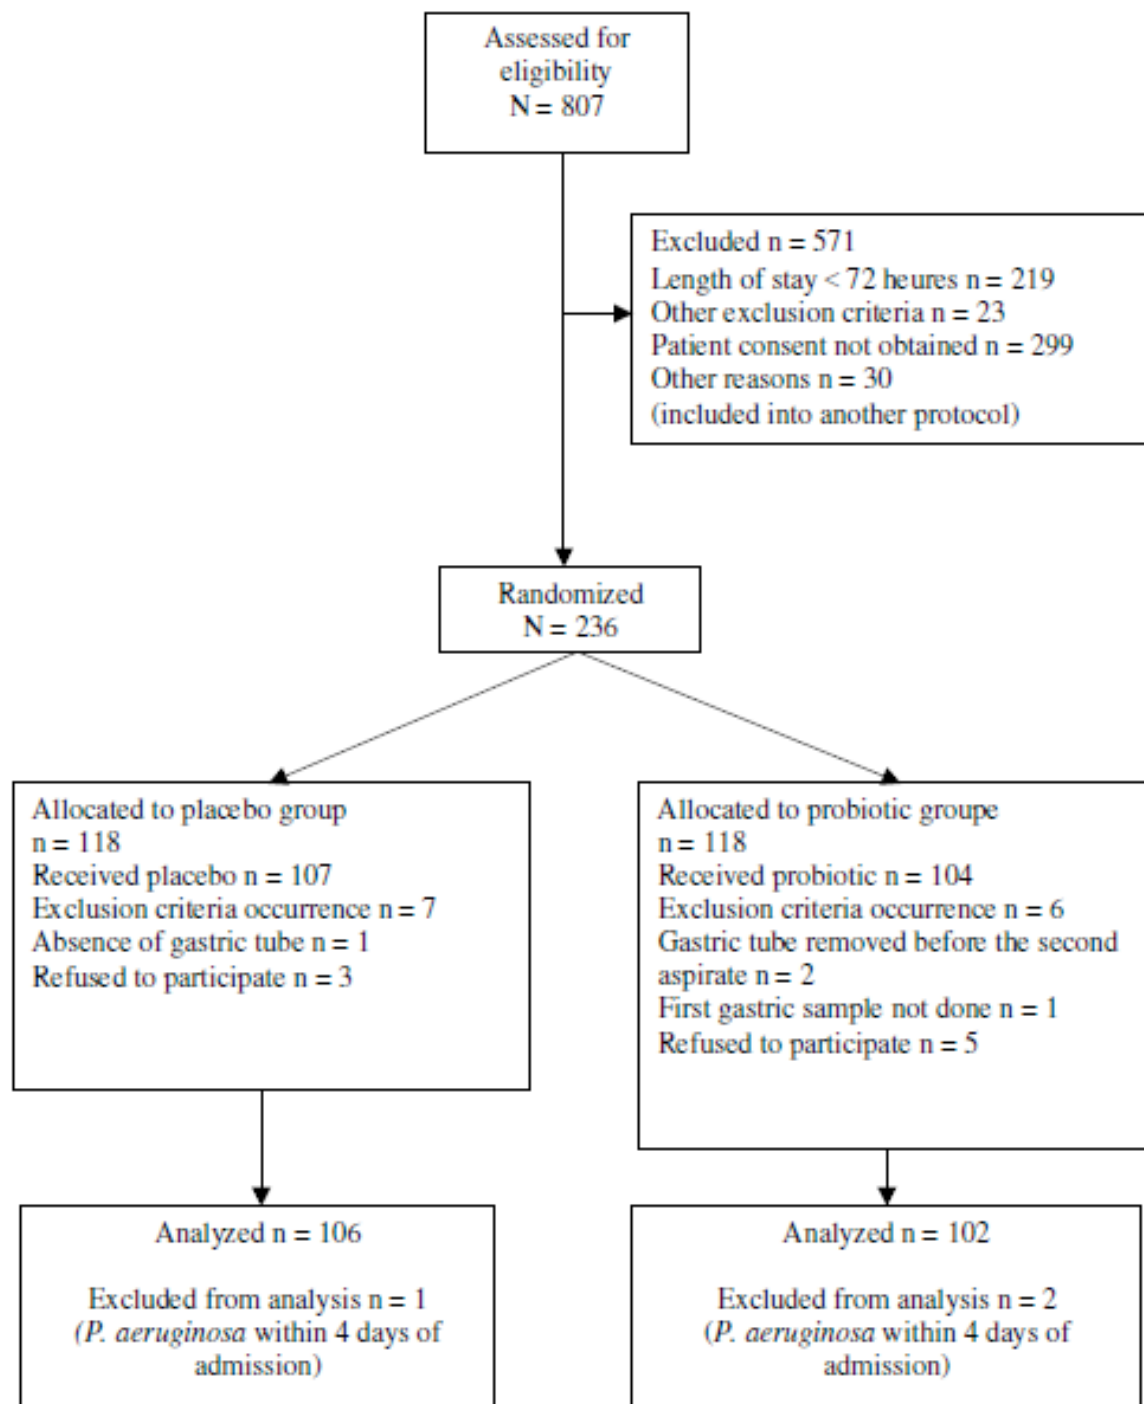 Assessed for
eligibility
N = 807
Excluded n = 571
Length of stay < 72 heures n = 219
Other exclusion criteria n = 23
Patient consent not obtained n = 299
Other reasons n = 30
(included into another protocol)
Randomized
N = 236
Allocated to placebo group
n = 118
Received placebo n = 107
Exclusion criteria occurrence n = 7
Absence of gastric tube n = 1
Refused to participate n = 3
Allocated to probiotic groupe
n = 118
Received probiotic n = 104
Exclusion criteria occurrence n = 6
Gastric tube removed before the second
aspirate n = 2
First gastric sample not done n = 1
Refused to participate n = 5
Analyzed n = 106
Excluded from analysis n = 1
(P. aeruginosa within 4 days of
admission)
Analyzed n = 102
Excluded from analysis n = 2
(P. aeruginosa within 4 days of
admission)